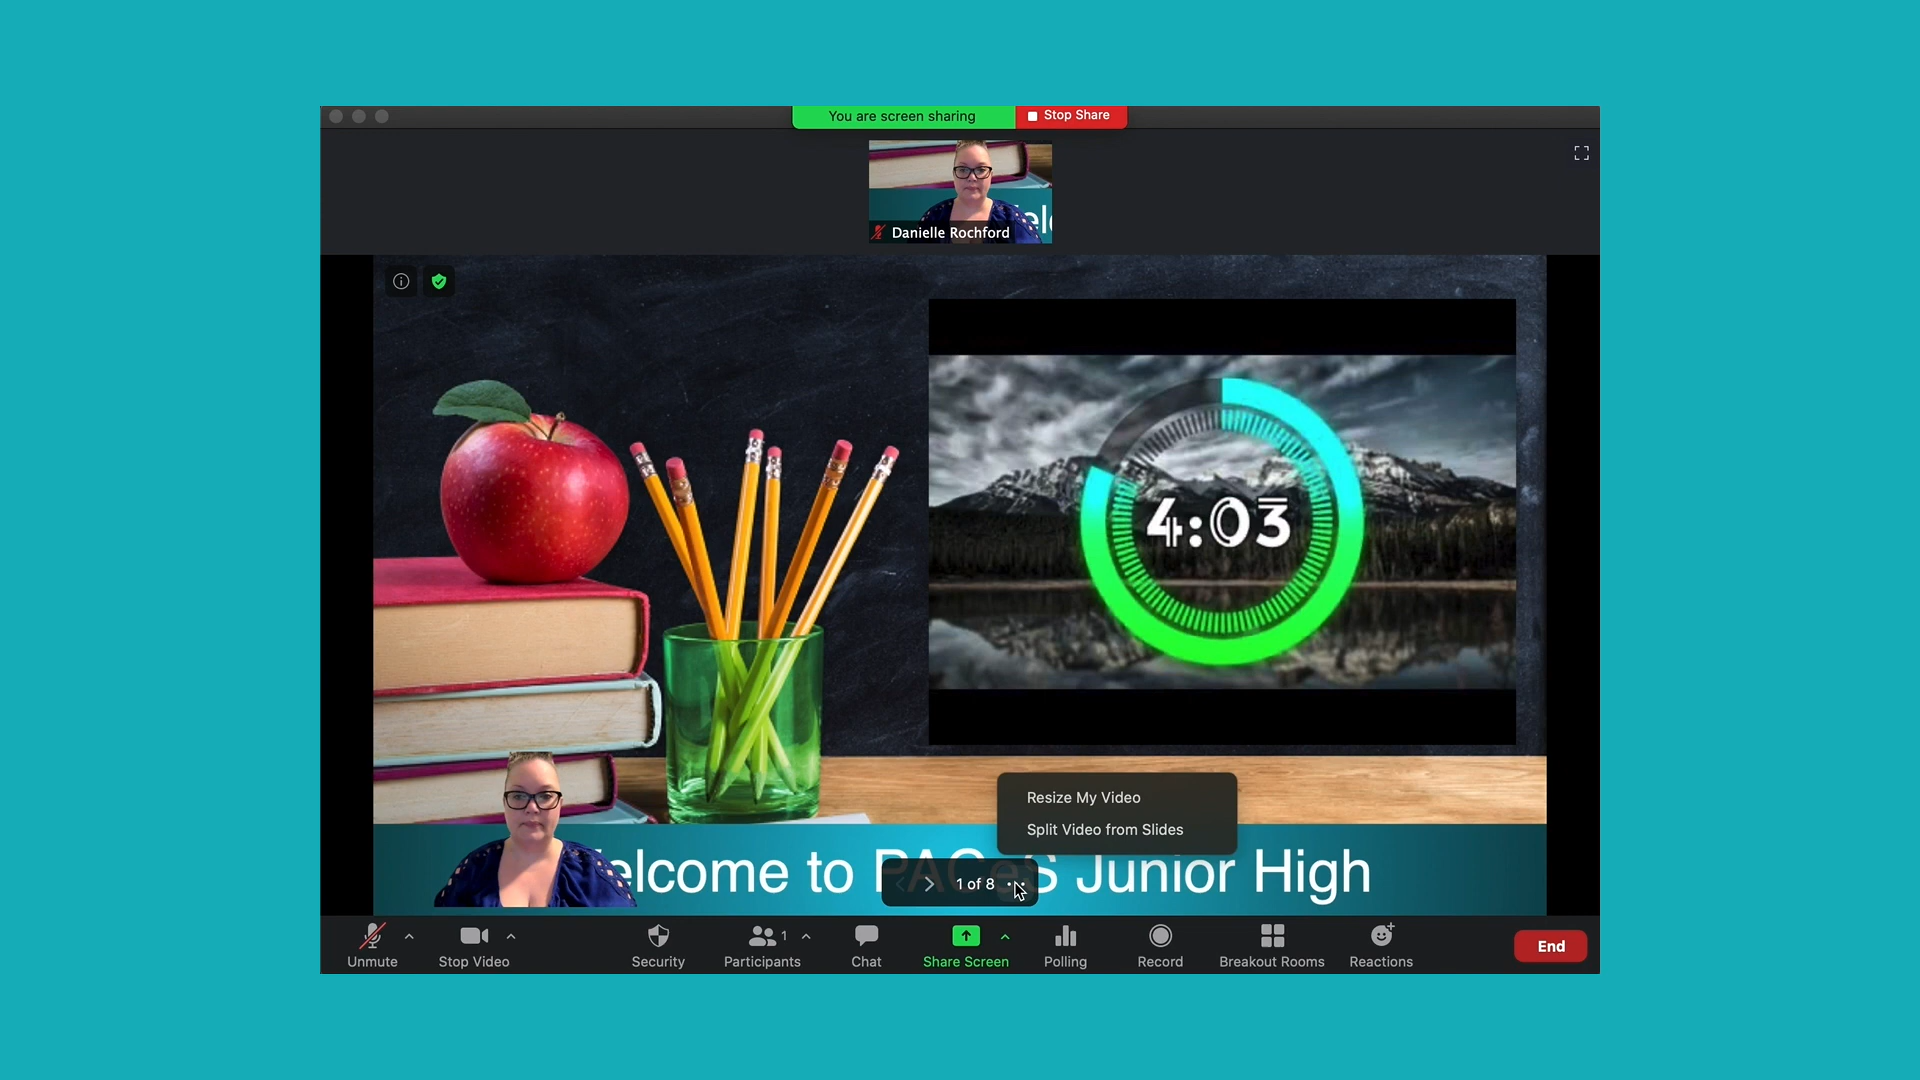 You are screen sharing
Stop Share
Danielle Rochford
4:03
Resize My Video
Split Video from Slides
elcome to PACeS Junior High
1 of 8
Unmute
Stop Video
Security
Participants
1
Chat
Share Screen
Polling
Record
Breakout Rooms
Reactions
End